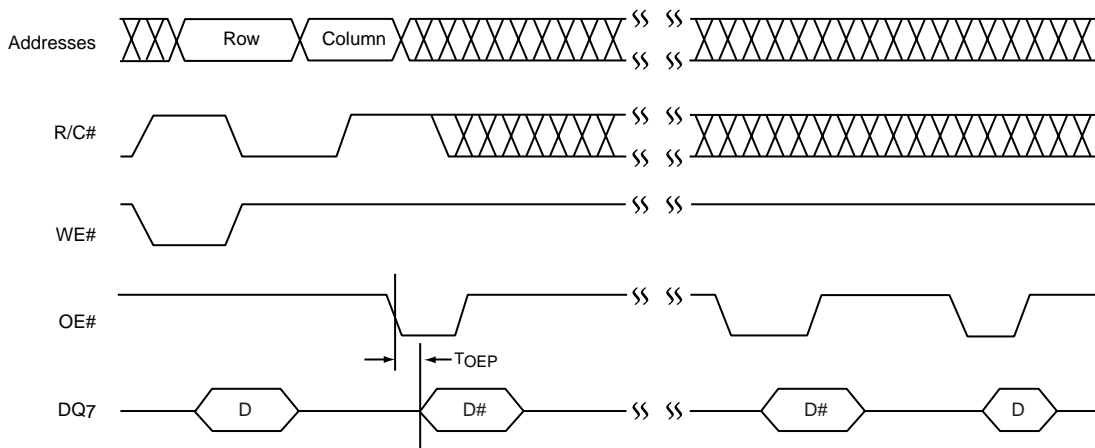 Addresses Row Column
R/C#
WE#
OE#
TOEP
DQ7 D D# D# D